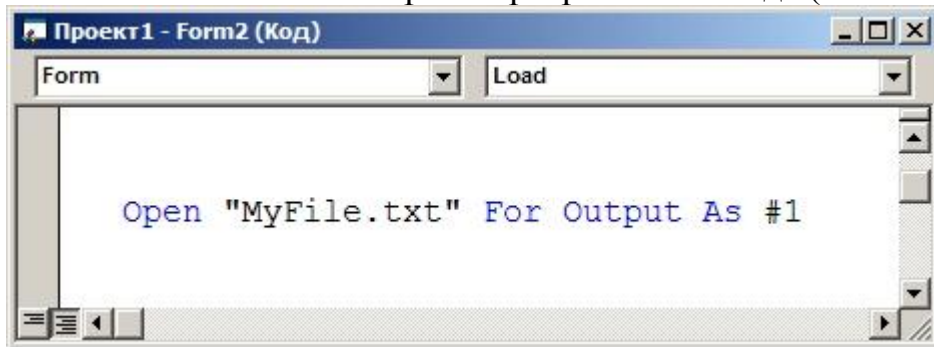 Проект1 - Form2 (Код)
Form
Load
Open "MyFile.txt" For Output As #1